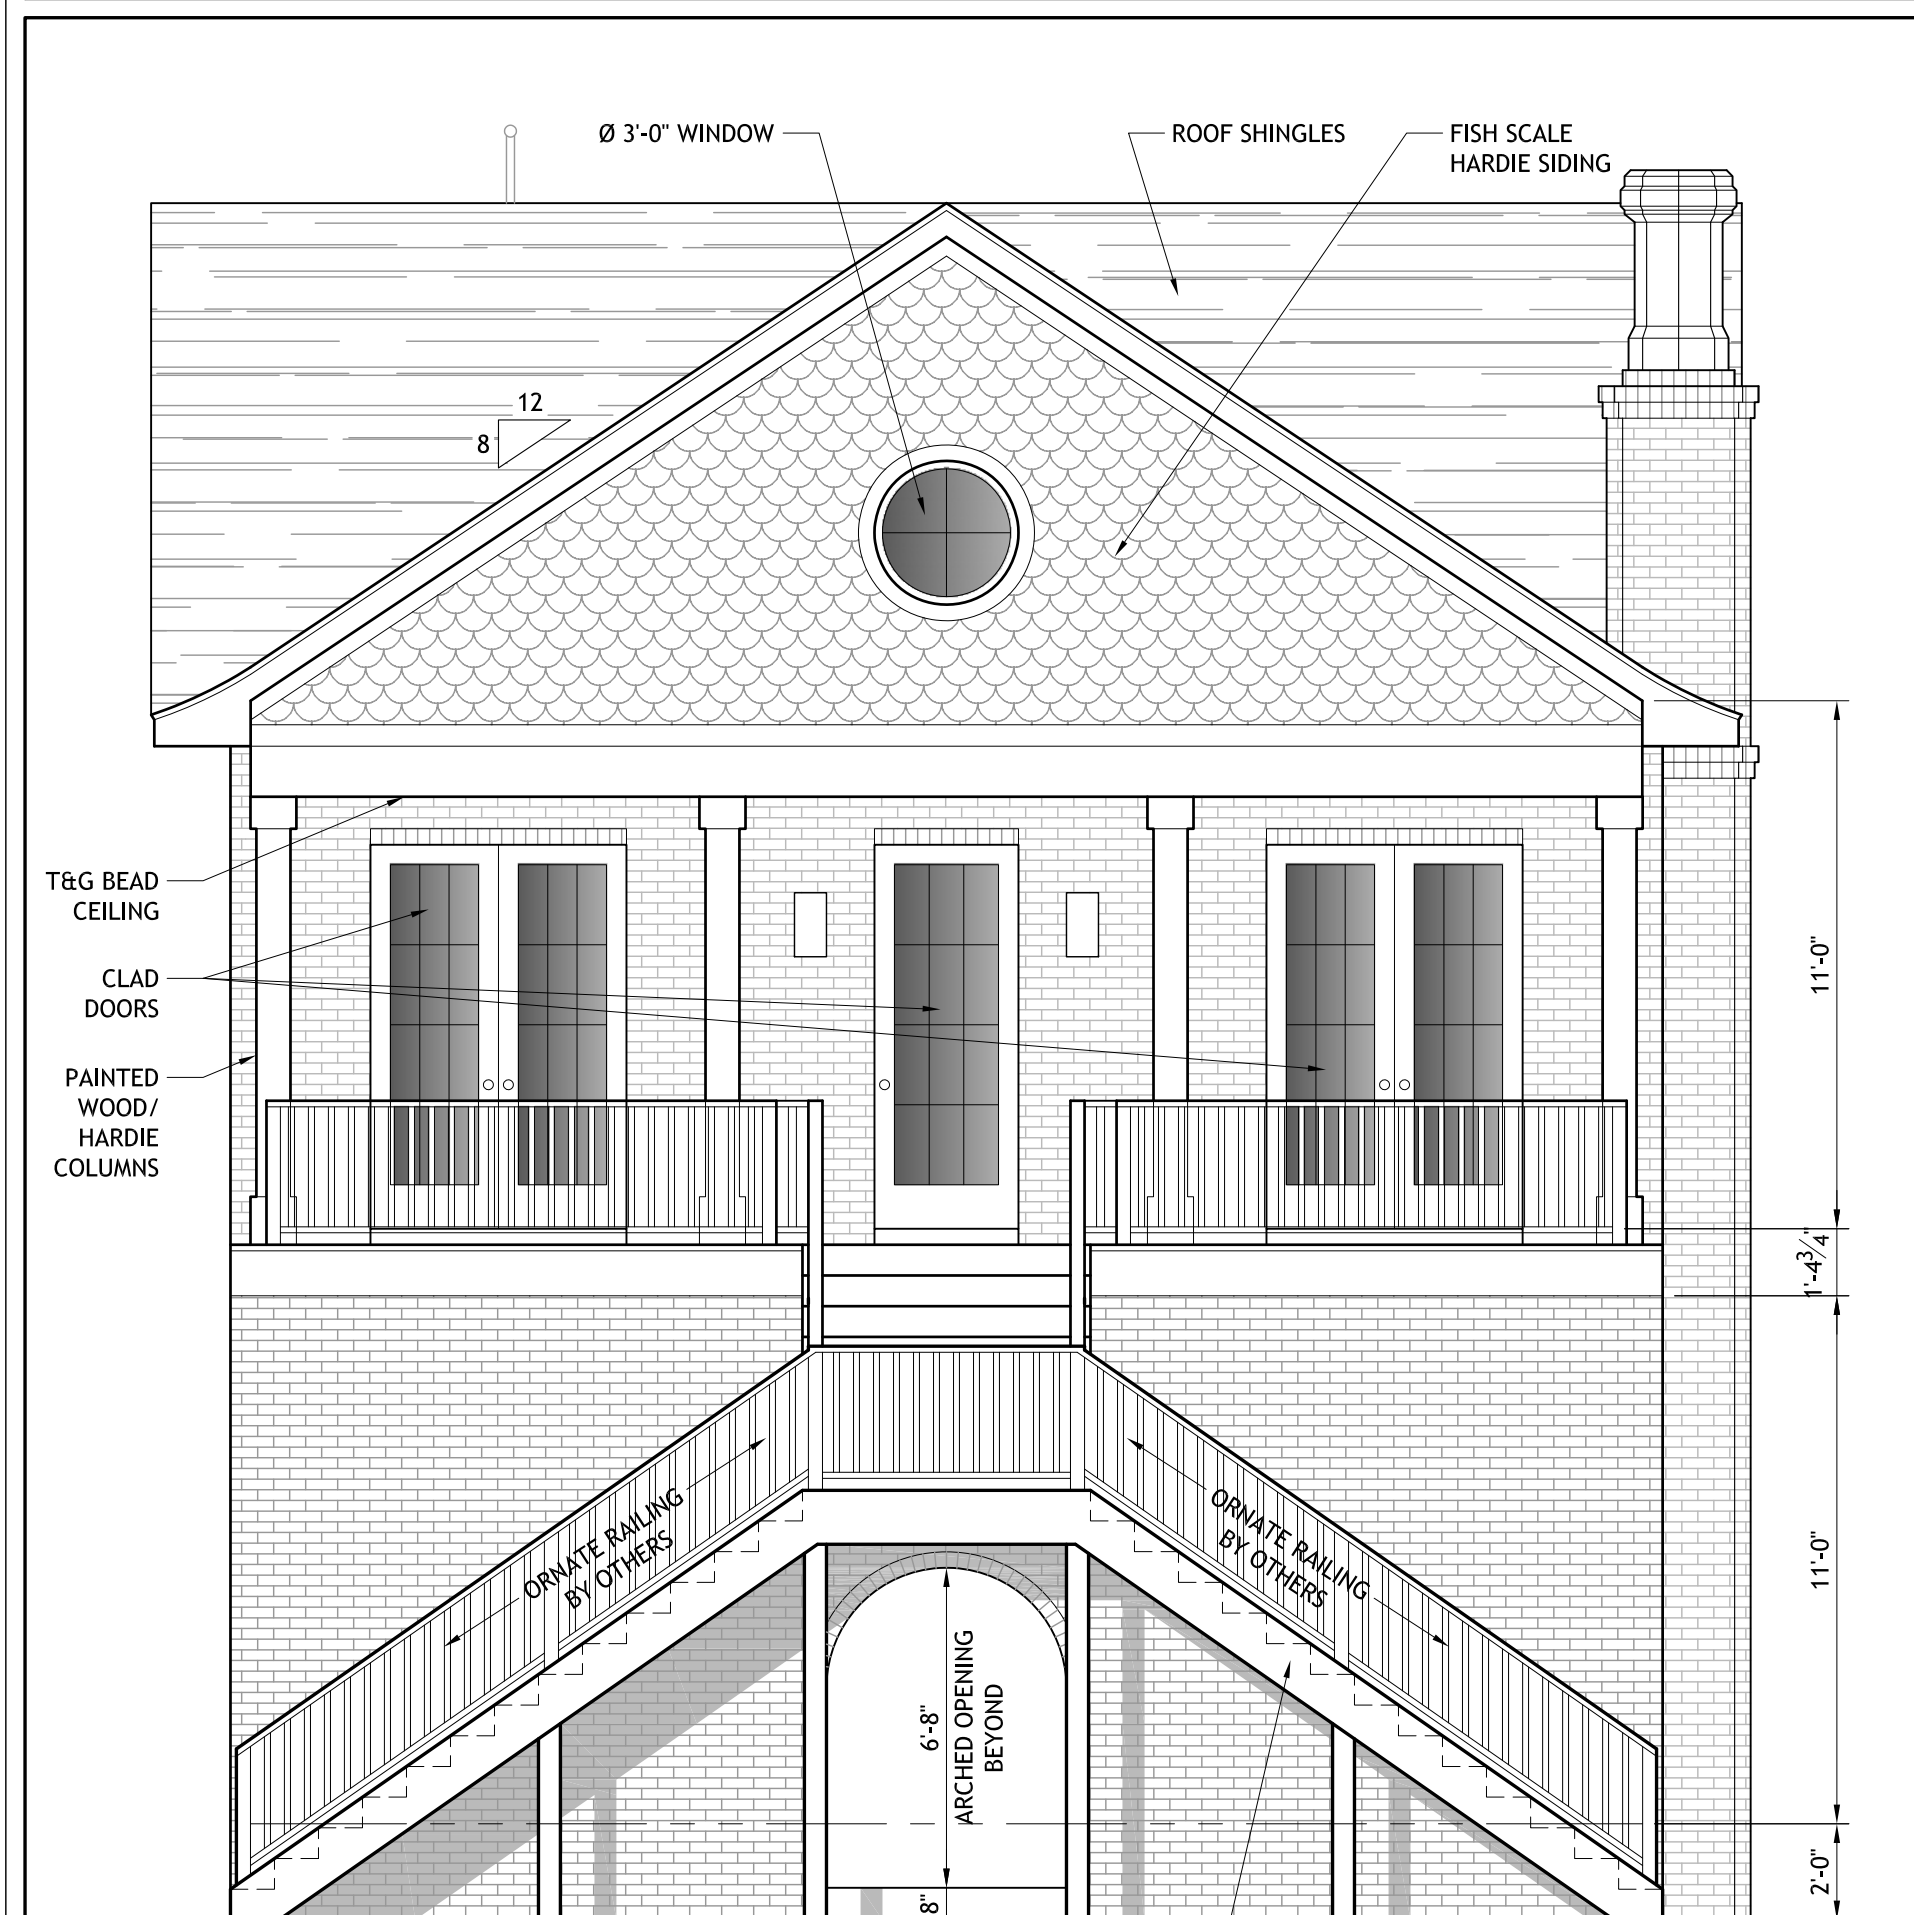 Ø 3'-0" WINDOW
ROOF SHINGLES
FISH SCALE
HARDIE SIDING
12
8
T&G BEAD
CEILING
CLAD
DOORS
PAINTED
WOOD/
HARDIE
COLUMNS
11'-0"
1'-4¾"
11'-0"
2'-0"
ORNATE RAILING
BY OTHERS
ORNATE RAILING
BY OTHERS
6'-8"
ARCHED OPENING
BEYOND
8"